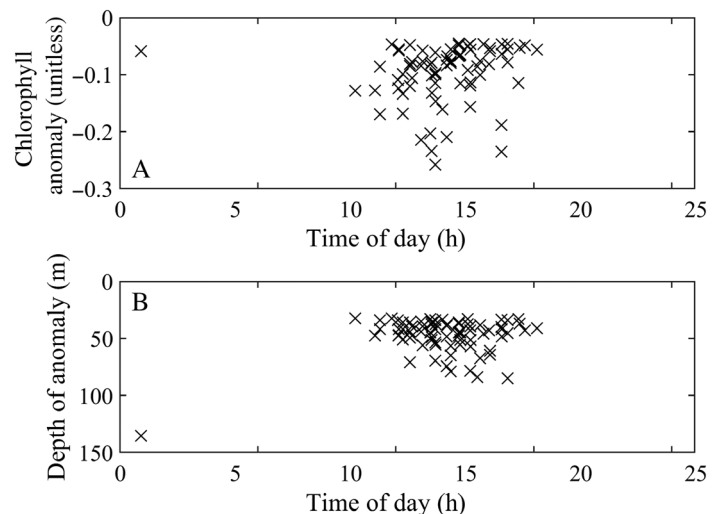 0
−0.1
−0.2
−0.3
Chlorophyll
anomaly (unitless)
A
0 5 10 15 20 25
Time of day (h)
0
50
100
150
Depth of anomaly (m)
B
0 5 10 15 20 25
Time of day (h)